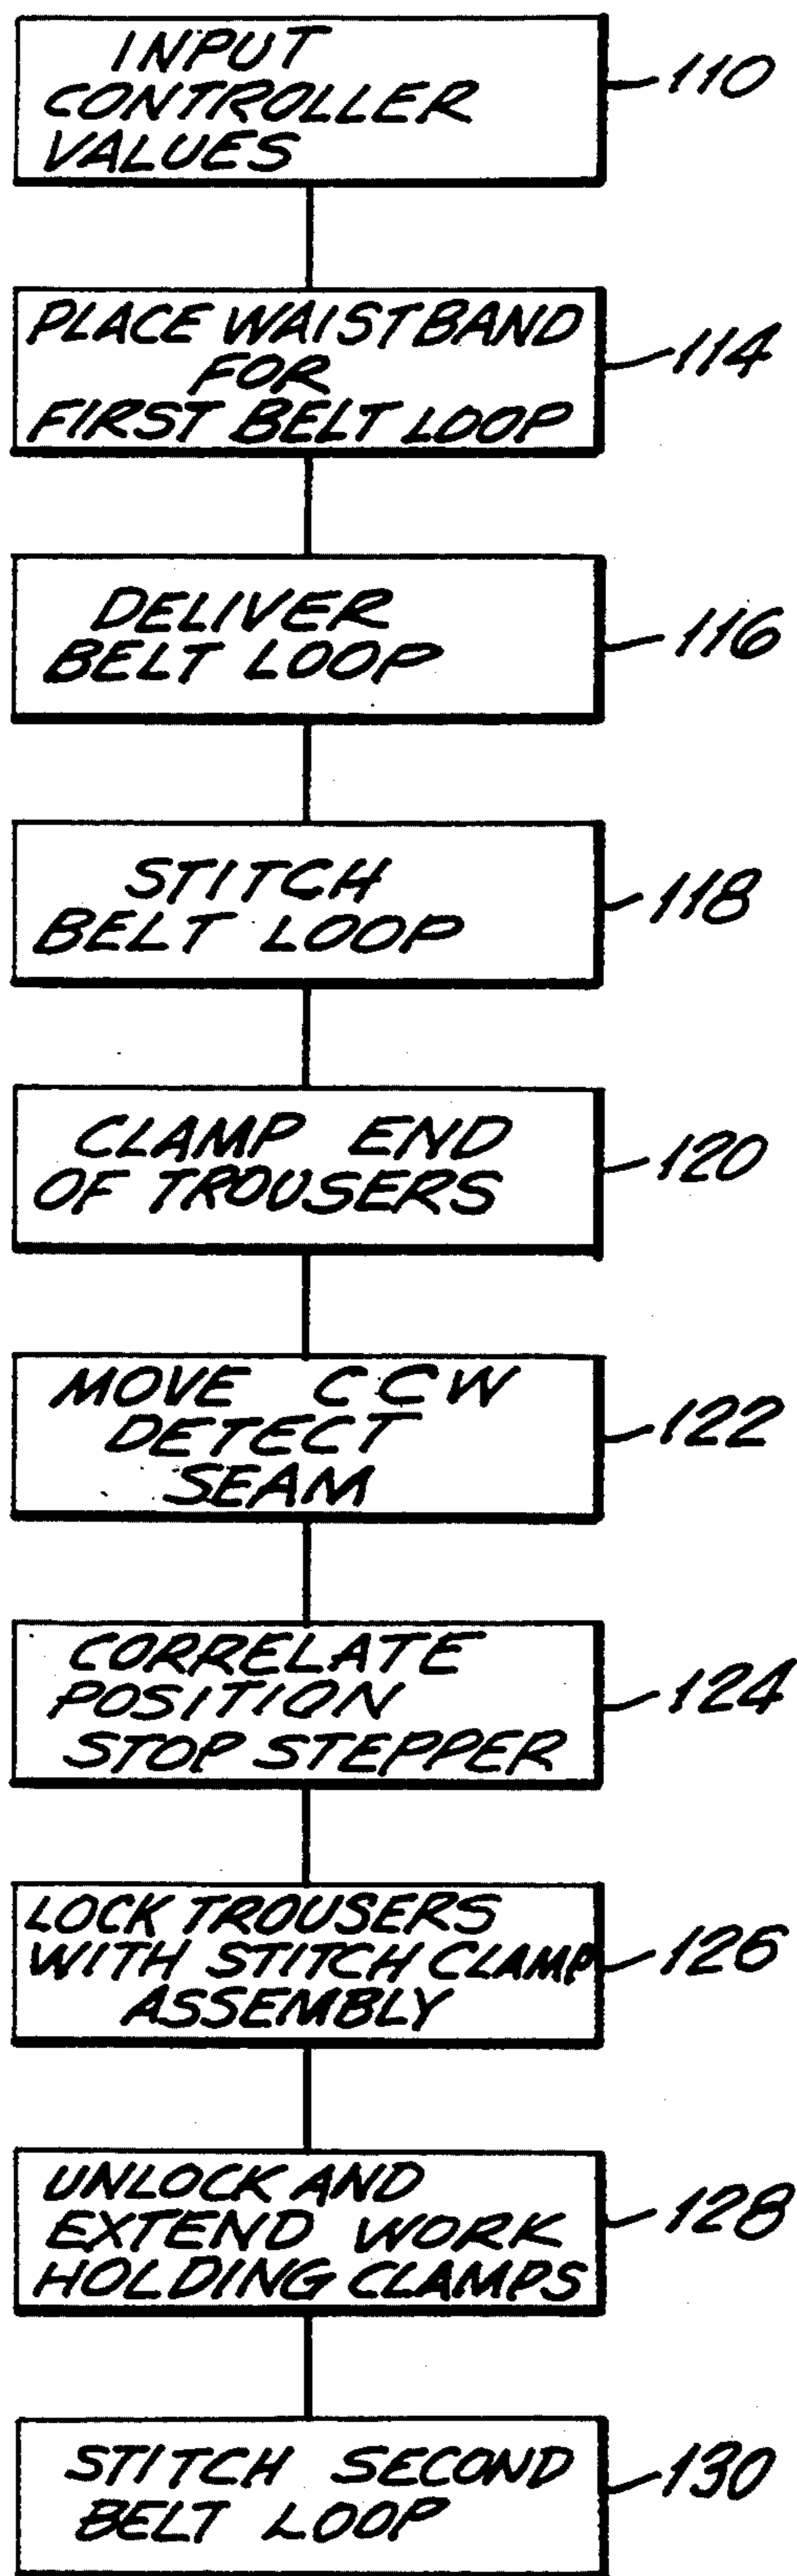 INPUT
CONTROLLER
VALUES
110
PLACE WAISTBAND
FOR
FIRST BELT LOOP
114
DELIVER
BELT LOOP
116
STITCH
BELT LOOP
118
CLAMP END
OF TROUSERS
120
MOVE CCW
DETECT
SEAM
122
CORRELATE
POSITION
STOP STEPPER
124
LOCK TROUSERS
WITH STITCH CLAMP
ASSEMBLY
126
UNLOCK AND
EXTEND WORK
HOLDING CLAMPS
128
STITCH SECOND
BELT LOOP
130